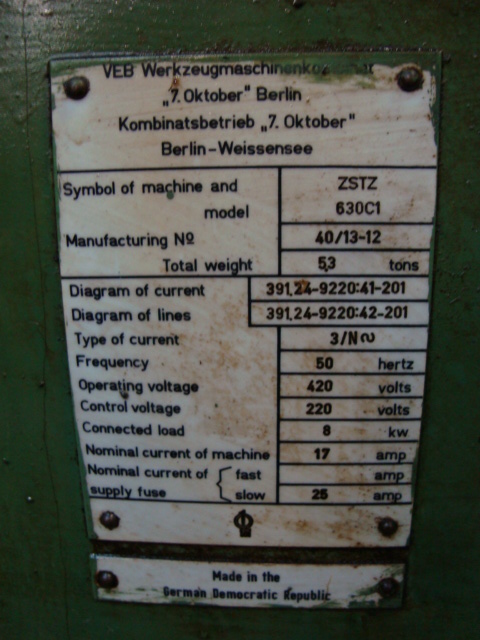 VEB Werkzeugmaschinenkombinat
„7. Oktober" Berlin
Kombinatsbetrieb „7. Oktober"
Berlin-Weissensee
Symbol of machine and model ZSTZ 630C1
Manufacturing Nº 40/13-12
Total weight 5,3 tons
Diagram of current 391.24-9220:41-201
Diagram of lines 391.24-9220:42-201
Type of current 3/N~
Frequency 50 hertz
Operating voltage 420 volts
Control voltage 220 volts
Connected load 8 kw
Nominal current of machine 17 amp
Nominal current of supply fuse { fast amp
slow 25 amp
Made in the
German Democratic Republic